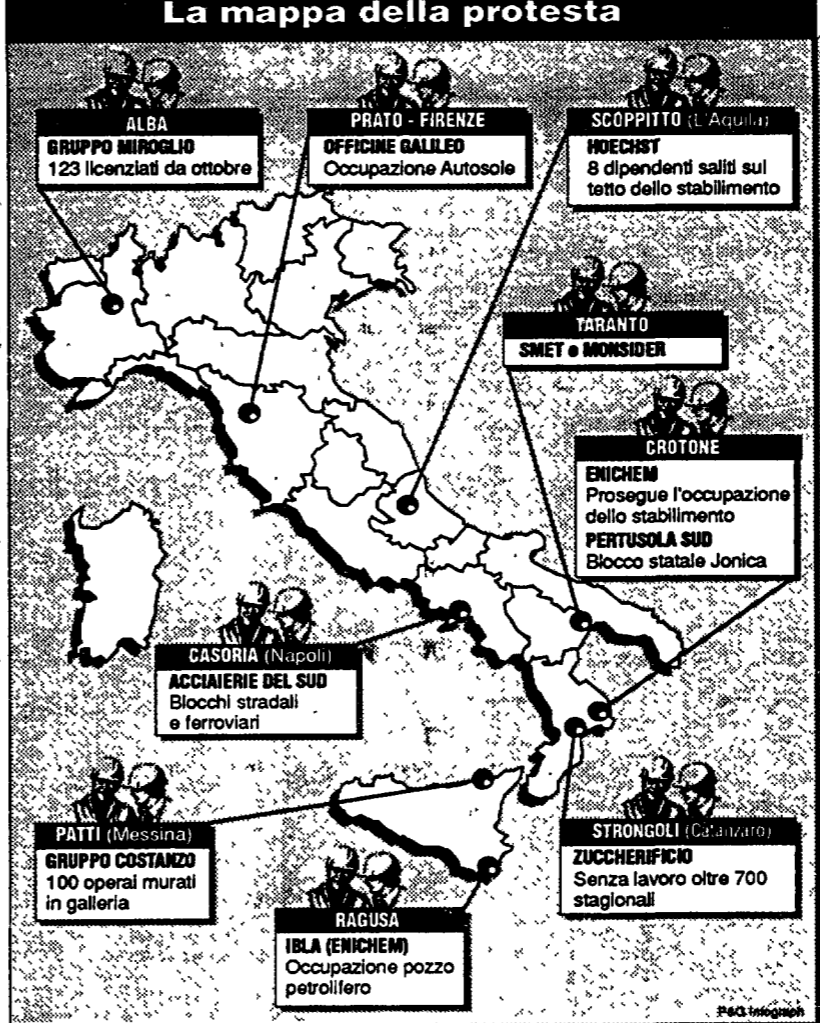 La mappa della protesta
ALBA
GRUPPO MIROGLIO
123 licenziati da ottobre
PRATO - FIRENZE
OFFICINE GALILEO
Occupazione Autosole
SCOPPITTO (L'Aquila)
HOECHST
8 dipendenti saliti sul
tetto dello stabilimento
TARANTO
SMET e MONSIDER
CROTONE
ENICHEM
Prosegue l'occupazione
dello stabilimento
PERTUSOLA SUD
Blocco statale Jonica
CASORIA (Napoli)
ACCIAIERIE DEL SUD
Blocchi stradali
e ferroviari
PATTI (Messina)
GRUPPO COSTANZO
100 operai murati
in galleria
STRONGOLI (Catanzaro)
ZUCCHERIFICIO
Senza lavoro oltre 700
stagionali
RAGUSA
IBLA (ENICHEM)
Occupazione pozzo
petrolifero
P&G Infograph